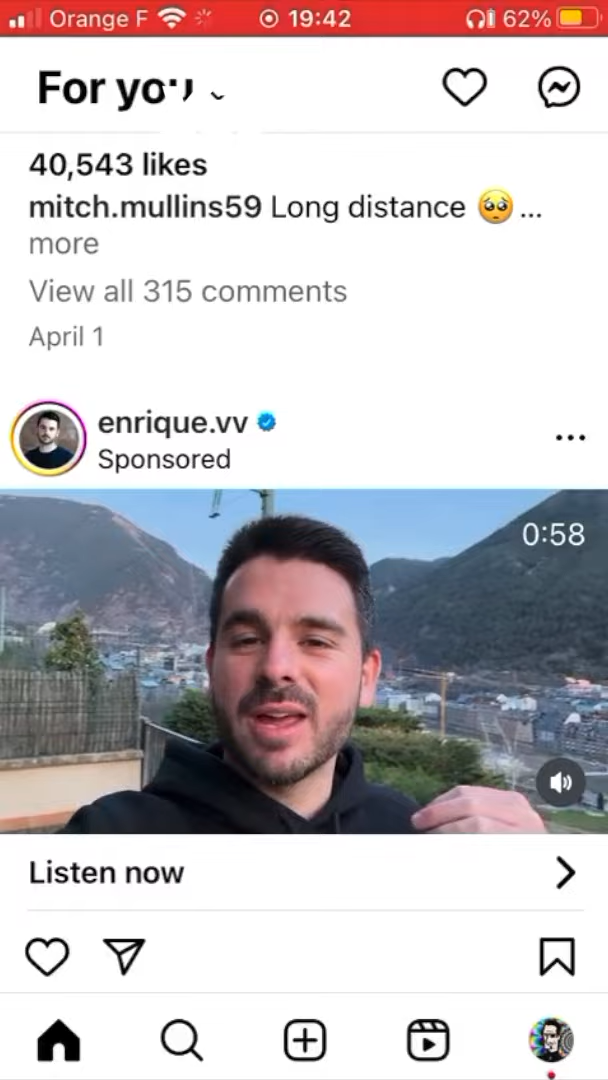 Orange F 19:42 62%
For you
40,543 likes
mitch.mullins59 Long distance 🥺 ...
more
View all 315 comments
April 1
enrique.vv
Sponsored
0:58
Listen now